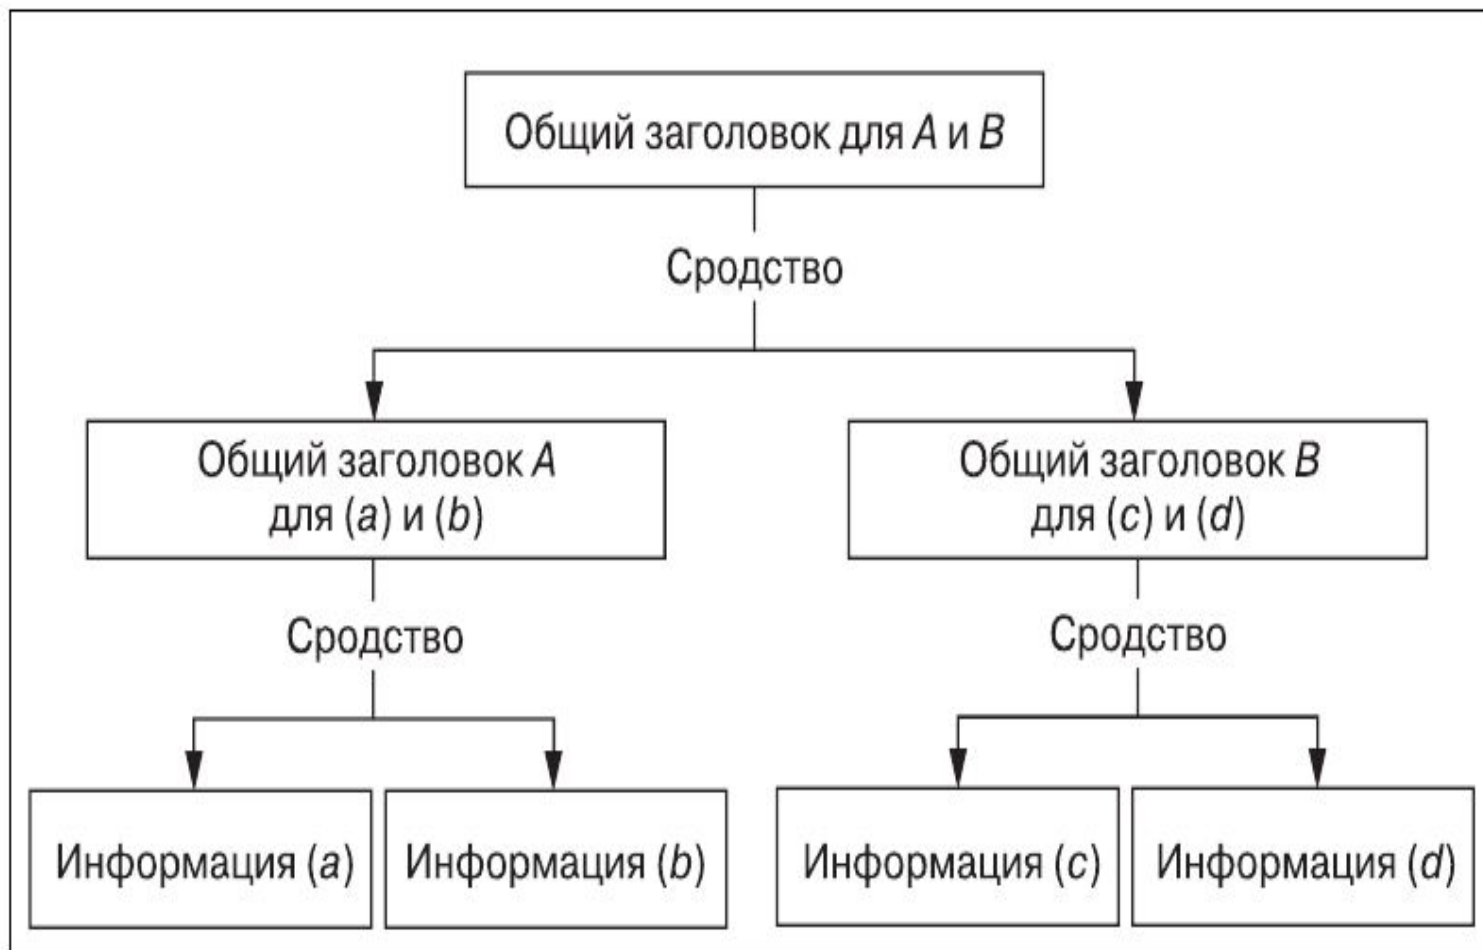 Общий заголовок для A и B
Сродство
Общий заголовок A
для (a) и (b)
Общий заголовок B
для (c) и (d)
Сродство
Сродство
Информация (a)
Информация (b)
Информация (c)
Информация (d)